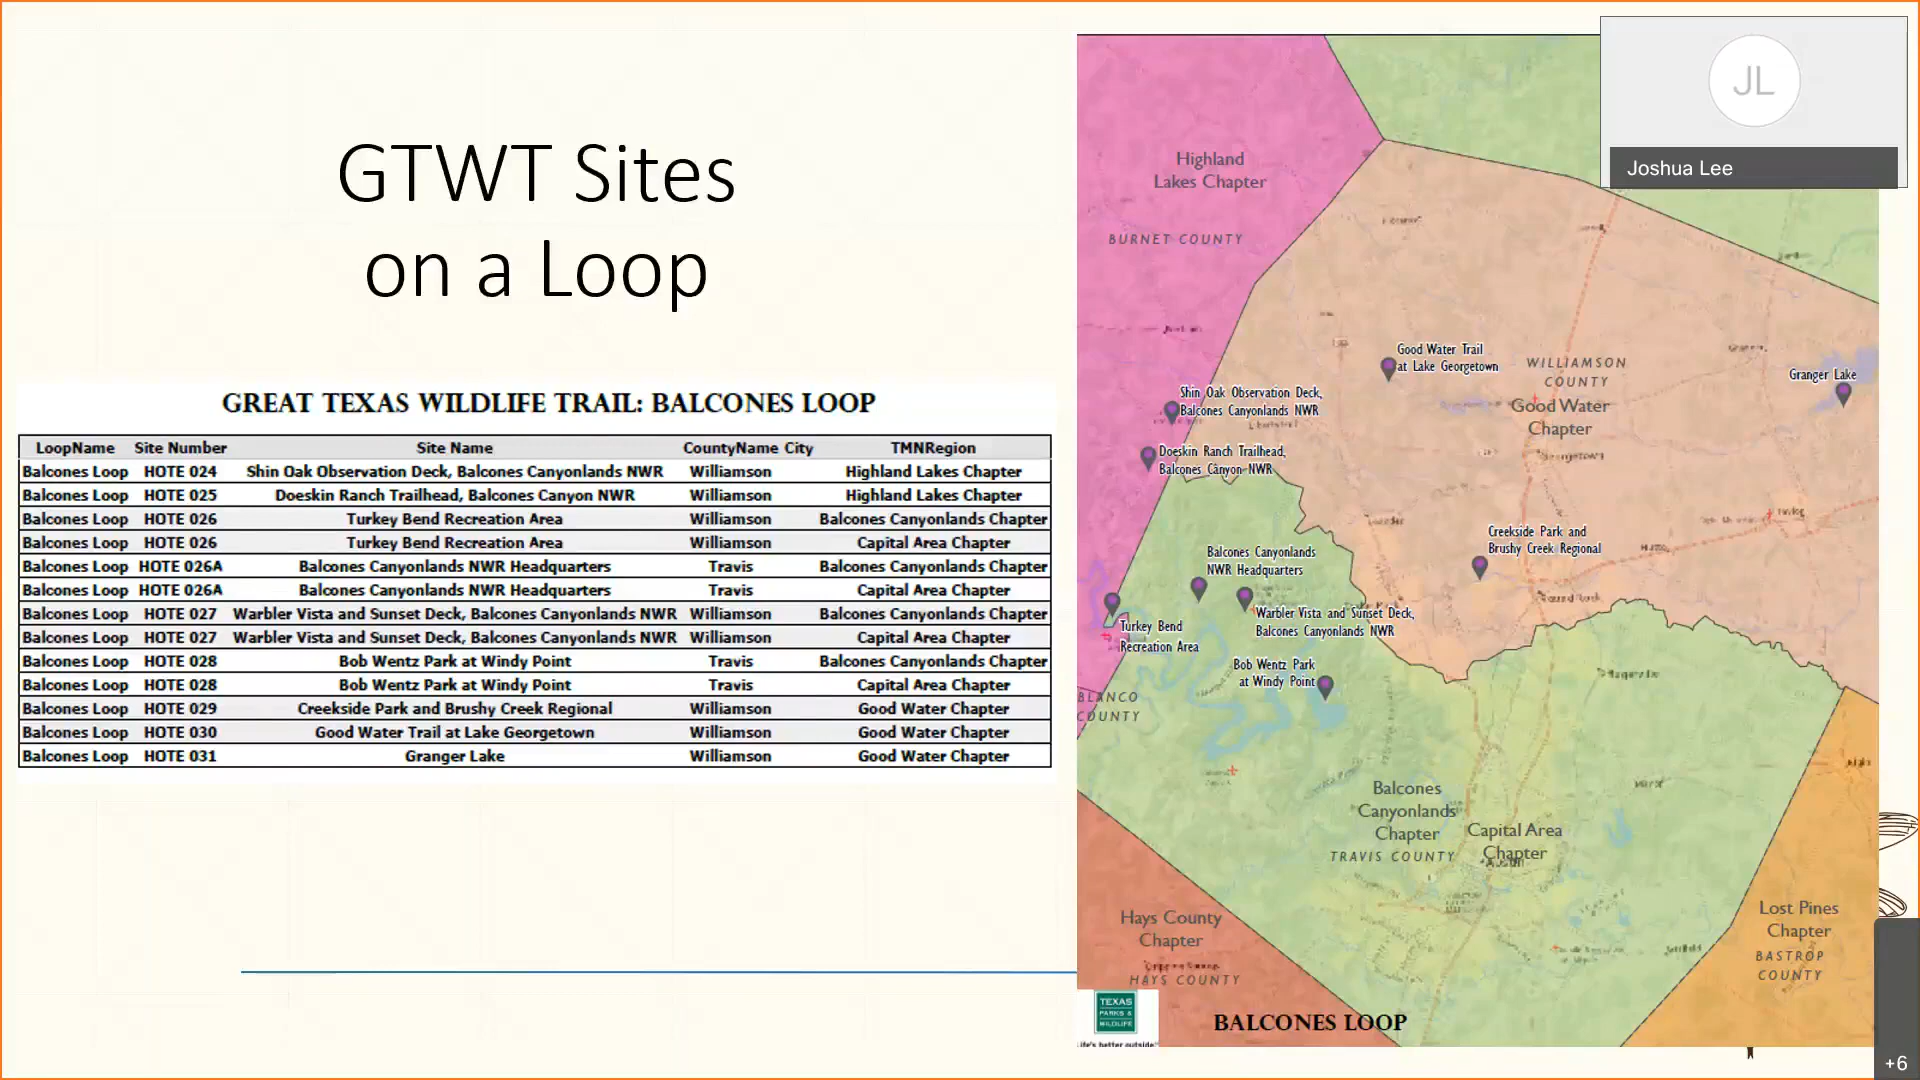 GTWT Sites
on a Loop
GREAT TEXAS WILDLIFE TRAIL: BALCONES LOOP
LoopName Site Number Site Name CountyName City TMNRegion
Balcones Loop HOTE 024 Shin Oak Observation Deck, Balcones Canyonlands NWR Williamson Highland Lakes Chapter
Balcones Loop HOTE 025 Doeskin Ranch Trailhead, Balcones Canyon NWR Williamson Highland Lakes Chapter
Balcones Loop HOTE 026 Turkey Bend Recreation Area Williamson Balcones Canyonlands Chapter
Balcones Loop HOTE 026 Turkey Bend Recreation Area Williamson Capital Area Chapter
Balcones Loop HOTE 026A Balcones Canyonlands NWR Headquarters Travis Balcones Canyonlands Chapter
Balcones Loop HOTE 026A Balcones Canyonlands NWR Headquarters Travis Capital Area Chapter
Balcones Loop HOTE 027 Warbler Vista and Sunset Deck, Balcones Canyonlands NWR Williamson Balcones Canyonlands Chapter
Balcones Loop HOTE 027 Warbler Vista and Sunset Deck, Balcones Canyonlands NWR Williamson Capital Area Chapter
Balcones Loop HOTE 028 Bob Wentz Park at Windy Point Travis Balcones Canyonlands Chapter
Balcones Loop HOTE 028 Bob Wentz Park at Windy Point Travis Capital Area Chapter
Balcones Loop HOTE 029 Creekside Park and Brushy Creek Regional Williamson Good Water Chapter
Balcones Loop HOTE 030 Good Water Trail at Lake Georgetown Williamson Good Water Chapter
Balcones Loop HOTE 031 Granger Lake Williamson Good Water Chapter
JL
Joshua Lee
Highland
Lakes Chapter
BURNET COUNTY
Good Water Trail
at Lake Georgetown
WILLIAMSON
COUNTY
Granger Lake
Good Water
Chapter
Shin Oak Observation Deck,
Balcones Canyonlands NWR
Georgetown
Doeskin Ranch Trailhead,
Balcones Canyon NWR
Taylor
Creekside Park and
Brushy Creek Regional
Hutto
Balcones Canyonlands
NWR Headquarters
Round Rock
Warbler Vista and Sunset Deck,
Balcones Canyonlands NWR
Turkey Bend
Recreation Area
Bob Wentz Park
at Windy Point
BLANCO
COUNTY
Balcones
Canyonlands
Chapter
TRAVIS COUNTY
Capital Area
Chapter
Hays County
Chapter
HAYS COUNTY
Lost Pines
Chapter
BASTROP
COUNTY
TEXAS
PARKS &
WILDLIFE
life's better outside
BALCONES LOOP
+6